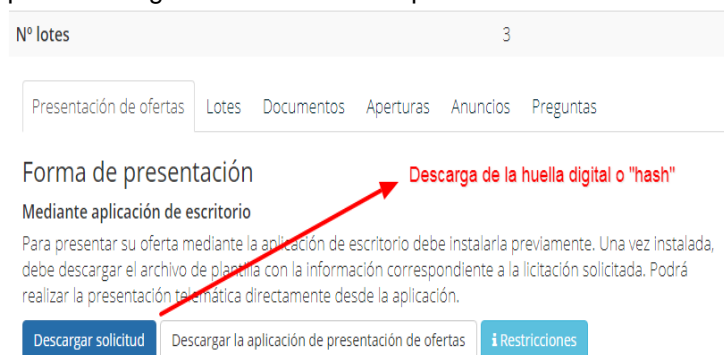 Nº lotes 3
Presentación de ofertas Lotes Documentos Aperturas Anuncios Preguntas
Forma de presentación
Descarga de la huella digital o "hash"
Mediante aplicación de escritorio
Para presentar su oferta mediante la aplicación de escritorio debe instalarla previamente. Una vez instalada,
debe descargar el archivo de plantilla con la información correspondiente a la licitación solicitada. Podrá
realizar la presentación telemática directamente desde la aplicación.
Descargar solicitud Descargar la aplicación de presentación de ofertas i Restricciones